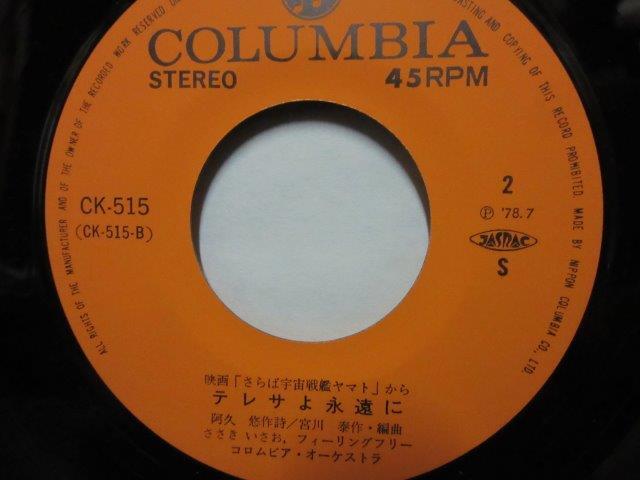 COLUMBIA
STEREO 45RPM
CK-515
(CK-515-B)
2
Ⓟ '78.7
JASRAC
S
映画「さらば宇宙戦艦ヤマト」から
テレサよ永遠に
阿久 悠作詩/宮川 泰作・編曲
ささき いさお, フィーリングフリー
コロムビア・オーケストラ
ALL RIGHTS OF THE MANUFACTURER AND OF THE OWNER OF THE RECORDED WORK RESERVED
CASTING AND COPYING OF THIS RECORD PROHIBITED. MADE BY NIPPON COLUMBIA CO., LTD.